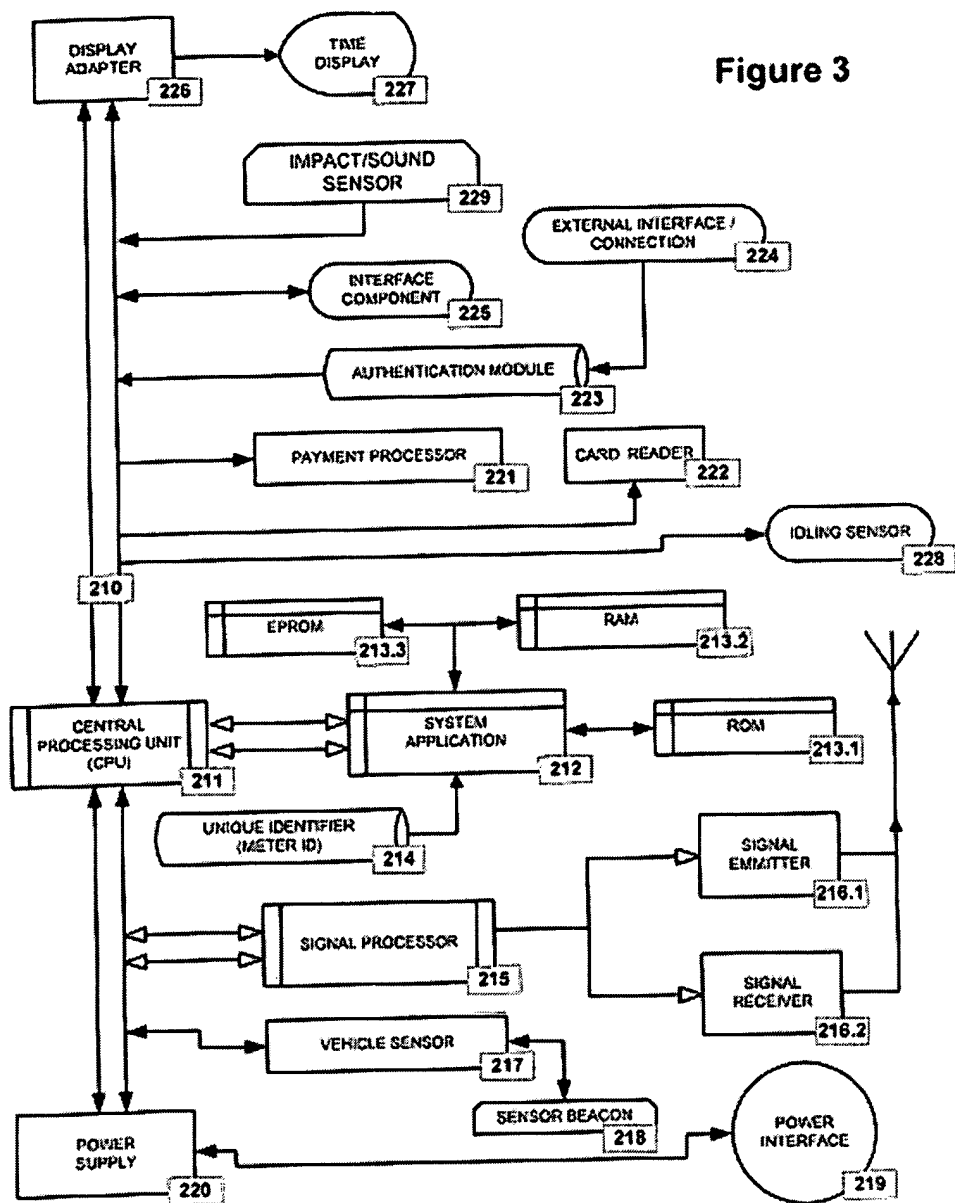 Figure 3
DISPLAY
ADAPTER
226
TIME
DISPLAY
227
IMPACT/SOUND
SENSOR
229
EXTERNAL INTERFACE /
CONNECTION
224
INTERFACE
COMPONENT
225
AUTHENTICATION MODULE
223
PAYMENT PROCESSOR
221
CARD READER
222
IDLING SENSOR
228
210
EPROM
213.3
RAM
213.2
CENTRAL
PROCESSING UNIT
(CPU)
211
SYSTEM
APPLICATION
212
ROM
213.1
UNIQUE IDENTIFIER
(METER ID)
214
SIGNAL
EMMITTER
216.1
SIGNAL PROCESSOR
215
SIGNAL
RECEIVER
216.2
VEHICLE SENSOR
217
SENSOR BEACON
218
POWER
SUPPLY
220
POWER
INTERFACE
219